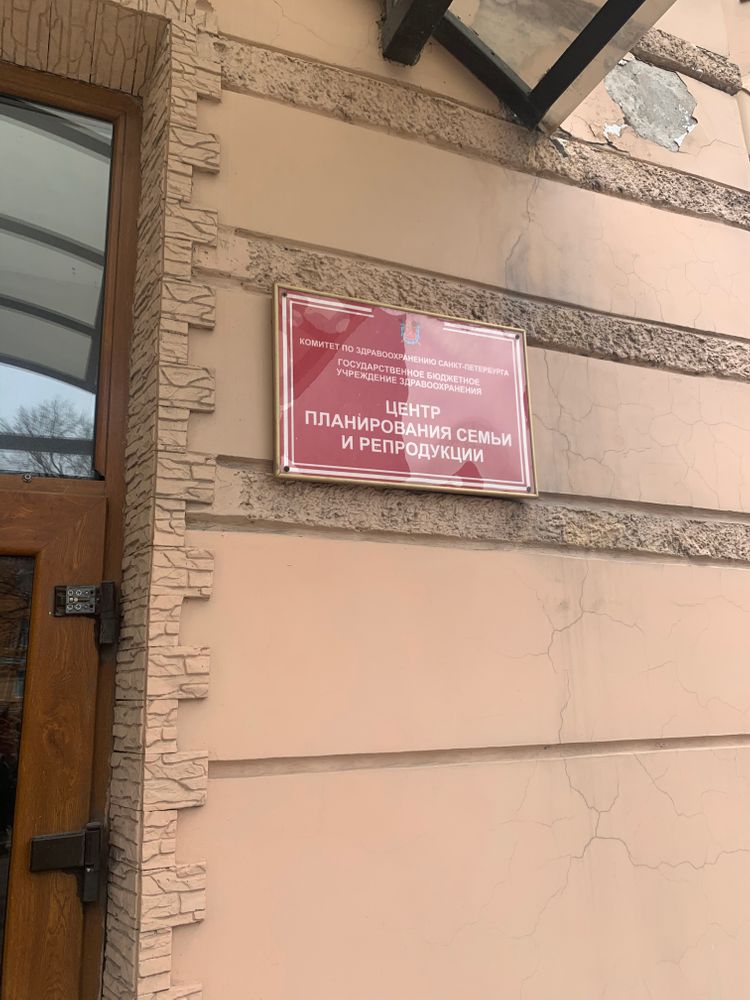 КОМИТЕТ ПО ЗДРАВООХРАНЕНИЮ САНКТ-ПЕТЕРБУРГА
ГОСУДАРСТВЕННОЕ БЮДЖЕТНОЕ
УЧРЕЖДЕНИЕ ЗДРАВООХРАНЕНИЯ
ЦЕНТР
ПЛАНИРОВАНИЯ СЕМЬИ
И РЕПРОДУКЦИИ